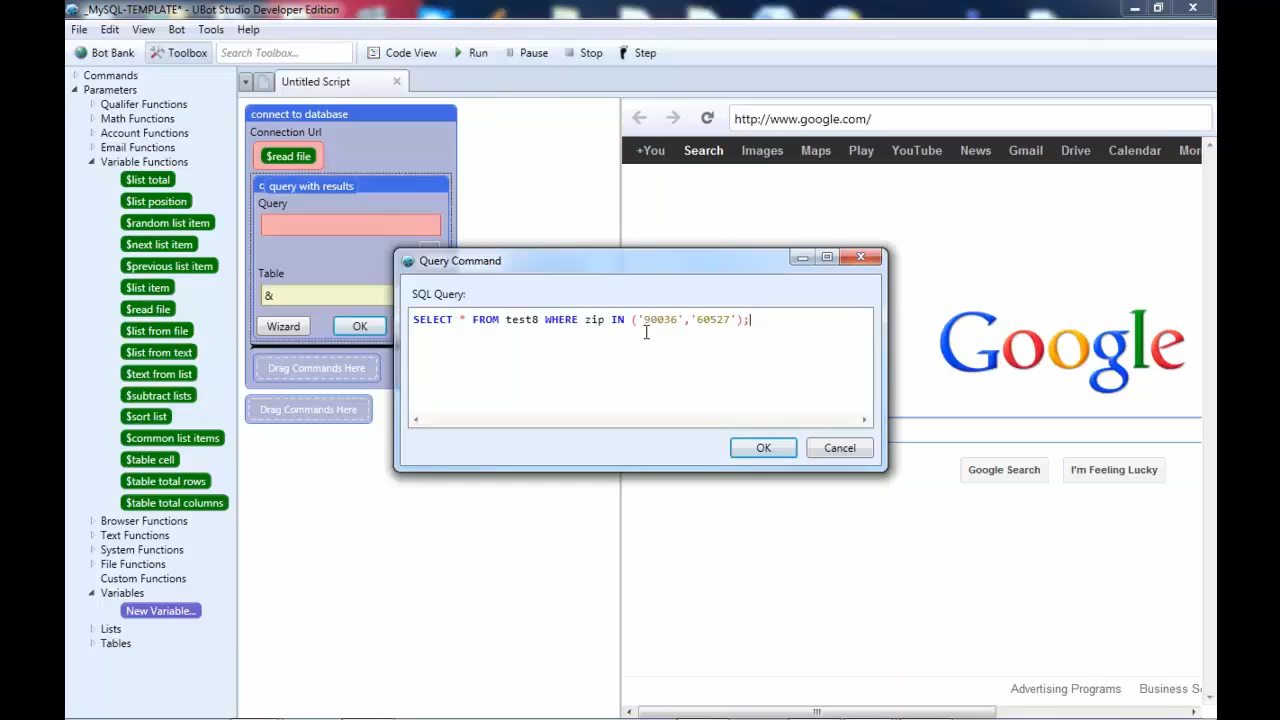 _MySQL-TEMPLATE* - UBot Studio Developer Edition
File Edit View Bot Tools Help
Bot Bank Toolbox Search Toolbox... Code View Run Pause Stop Step
Commands
Parameters
Qualifer Functions
Math Functions
Account Functions
Email Functions
Variable Functions
$list total
$list position
$random list item
$next list item
$previous list item
$list item
$read file
$list from file
$list from text
$text from list
$subtract lists
$sort list
$common list items
$table cell
$table total rows
$table total columns
Browser Functions
Text Functions
System Functions
File Functions
Custom Functions
Variables
New Variable...
Lists
Tables
Untitled Script
connect to database
Connection Url
$read file
c query with results
Query
Table
&
Wizard OK
Drag Commands Here
Drag Commands Here
Query Command
SQL Query:
SELECT * FROM test8 WHERE zip IN ('90036','60527');
OK Cancel
http://www.google.com/
+You Search Images Maps Play YouTube News Gmail Drive Calendar Mor
Google
Google Search I'm Feeling Lucky
Advertising Programs Business S